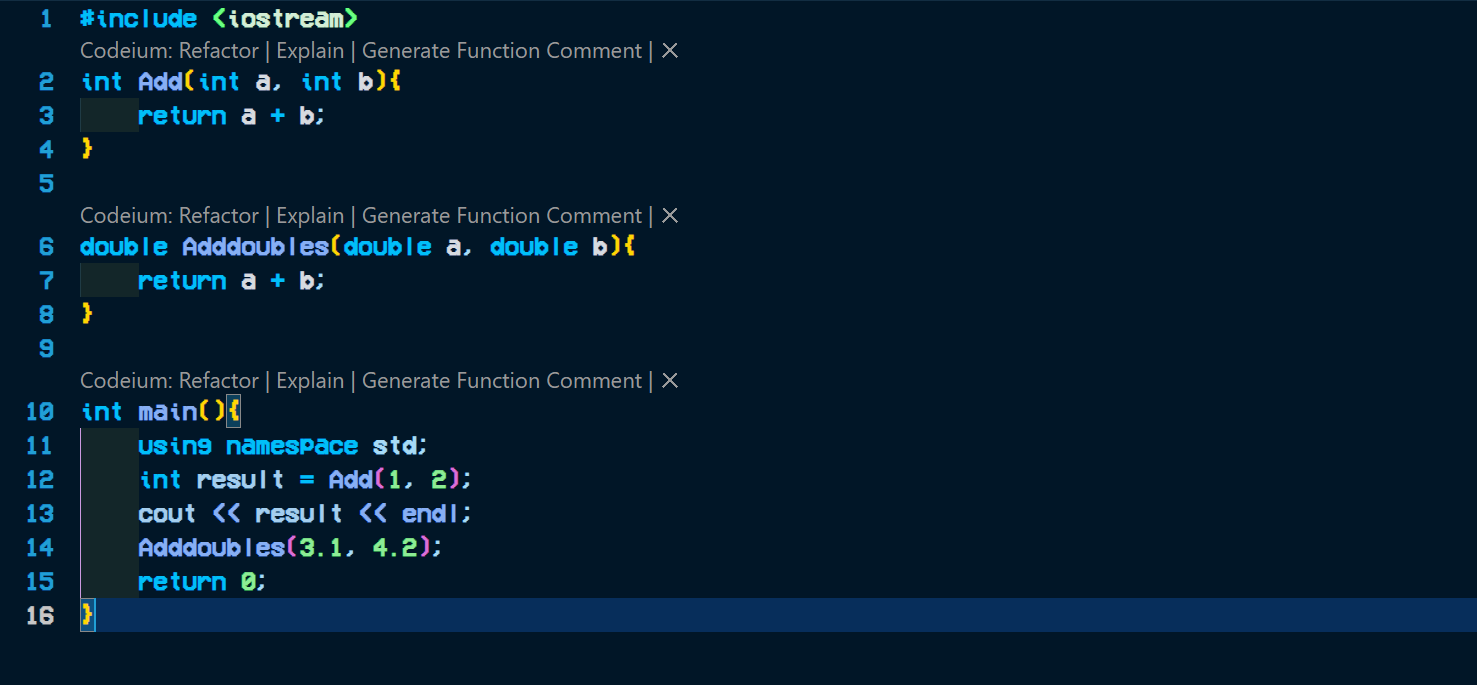 1 #include <iostream>
Codeium: Refactor | Explain | Generate Function Comment | ✕
2 int Add(int a, int b){
3     return a + b;
4 }
5
Codeium: Refactor | Explain | Generate Function Comment | ✕
6 double Adddoubles(double a, double b){
7     return a + b;
8 }
9
Codeium: Refactor | Explain | Generate Function Comment | ✕
10 int main(){
11     using namespace std;
12     int result = Add(1, 2);
13     cout << result << endl;
14     Adddoubles(3.1, 4.2);
15     return 0;
16 }